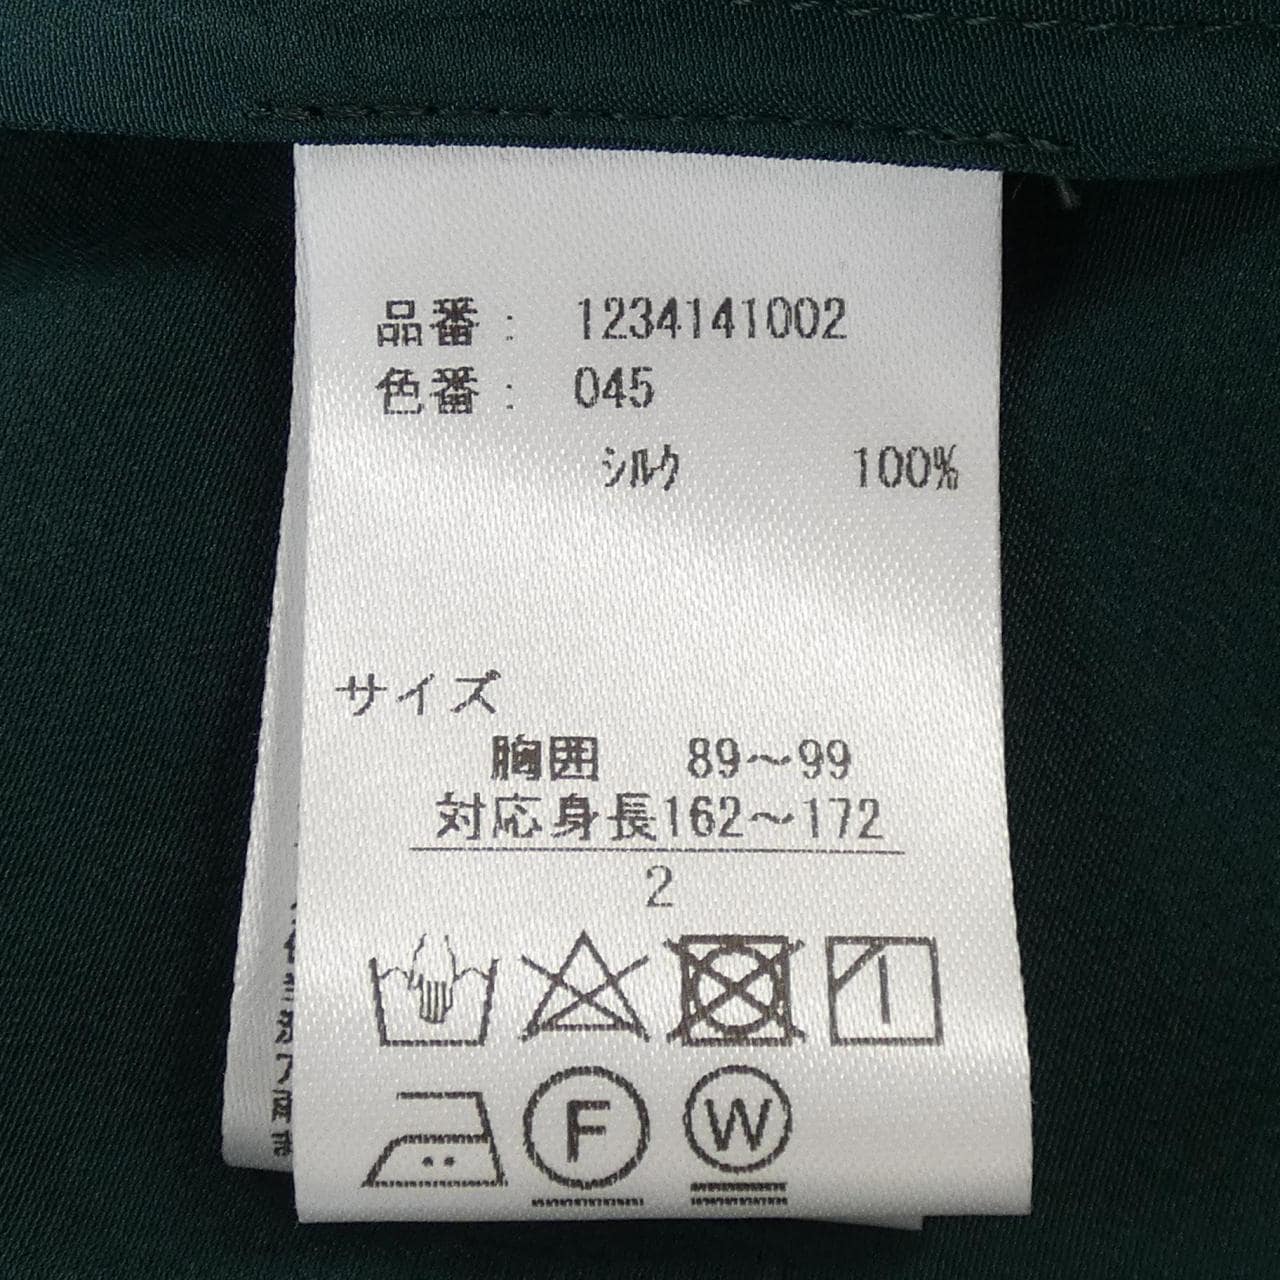 品番： 1234141002
色番： 045
ｼﾙｸ 100%
サイズ
胸囲 89～99
対応身長162～172
2
F
W